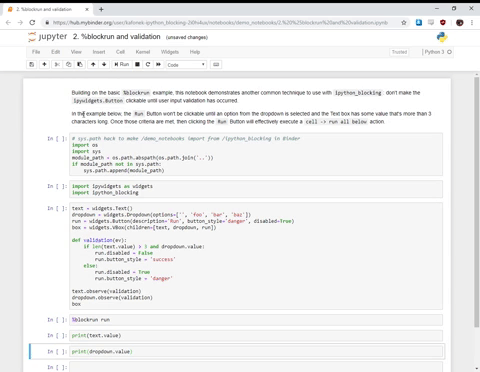 2. %blockrun and validation
https://hub.mybinder.org/user/kafonek-ipython_blocking-26in4ux/notebooks/demo_notebooks/2.%20%25blockrun%20and%20validation.ipynb
jupyter 2. %blockrun and validation (unsaved changes)
File Edit View Insert Cell Kernel Widgets Help Trusted Python 3
Run Code
Building on the basic %blockrun example, this notebook demonstrates another common technique to use with ipython_blocking: don't make the
ipywidgets.Button clickable until user input validation has occurred.
In the example below, the Run Button won't be clickable until an option from the dropdown is selected and the Text box has some value that's more than 3
characters long. Once those criteria are met, then clicking the Run Button will effectively execute a cell -> run all below action.
In [ ]: # sys.path hack to make /demo_notebooks import from /ipython_blocking in Binder
import os
import sys
module_path = os.path.abspath(os.path.join('..'))
if module_path not in sys.path:
    sys.path.append(module_path)
In [ ]: import ipywidgets as widgets
import ipython_blocking
In [ ]: text = widgets.Text()
dropdown = widgets.Dropdown(options=['', 'foo', 'bar', 'baz'])
run = widgets.Button(description='Run', button_style='danger', disabled=True)
box = widgets.VBox(children=[text, dropdown, run])
def validation(ev):
    if len(text.value) > 3 and dropdown.value:
        run.disabled = False
        run.button_style = 'success'
    else:
        run.disabled = True
        run.button_style = 'danger'
text.observe(validation)
dropdown.observe(validation)
box
In [ ]: %blockrun run
In [ ]: print(text.value)
In [ ]: print(dropdown.value)
In [ ]: